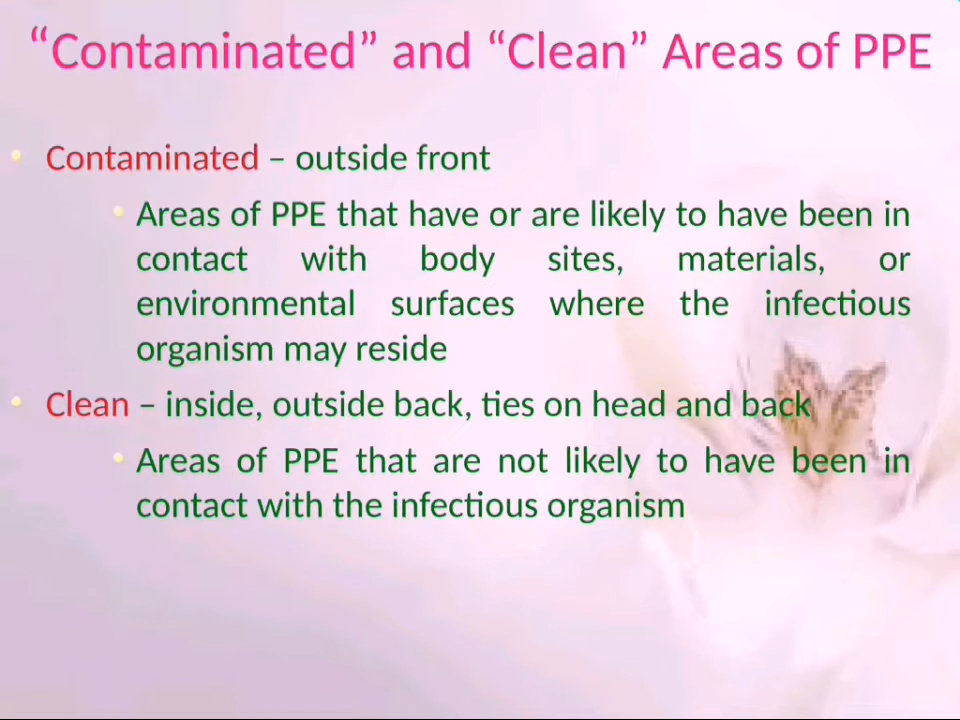 “Contaminated” and “Clean” Areas of PPE
• Contaminated – outside front
• Areas of PPE that have or are likely to have been in
contact with body sites, materials, or
environmental surfaces where the infectious
organism may reside
• Clean – inside, outside back, ties on head and back
• Areas of PPE that are not likely to have been in
contact with the infectious organism